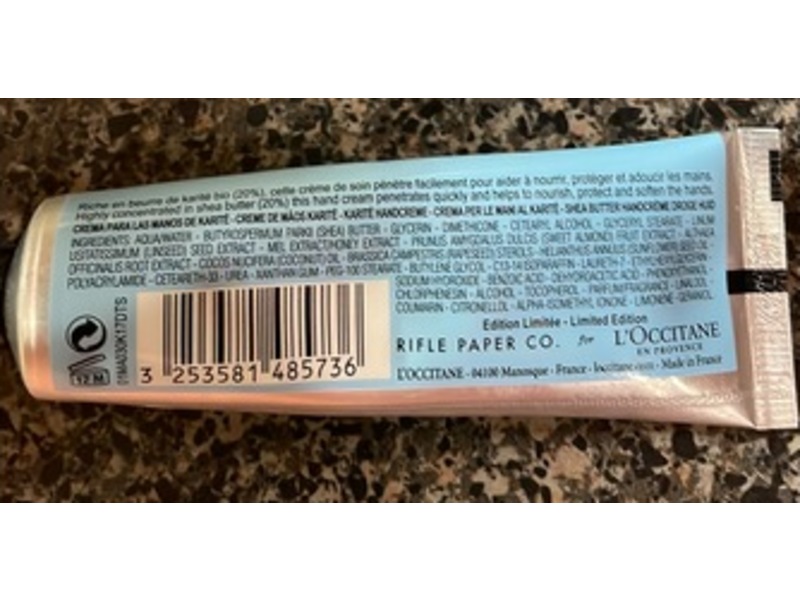 Riche en beurre de karité bio (20%), cette crème de soin pénètre facilement pour aider à nourrir, protéger et adoucir les mains.
Highly concentrated in shea butter (20%) this hand cream penetrates quickly and helps to nourish, protect and soften the hands.
CREMA PARA LAS MANOS DE KARITÉ - CREME DE MÃOS KARITÉ - KARITÉ HANDCREME - CREMA PER LE MANI AL KARITÉ - SHEA BUTTER HANDCRÈME DROGE HUID
INGREDIENTS: AQUA/WATER - BUTYROSPERMUM PARKII (SHEA) BUTTER - GLYCERIN - DIMETHICONE - CETEARYL ALCOHOL - GLYCERYL STEARATE - LINUM
USITATISSIMUM (LINSEED) SEED EXTRACT - MEL EXTRACT/HONEY EXTRACT - PRUNUS AMYGDALUS DULCIS (SWEET ALMOND) FRUIT EXTRACT - ALTHAEA
OFFICINALIS ROOT EXTRACT - COCOS NUCIFERA (COCONUT) OIL - BRASSICA CAMPESTRIS (RAPESEED) STEROLS - HELIANTHUS ANNUUS (SUNFLOWER) SEED OIL -
POLYACRYLAMIDE - CETEARETH-33 - UREA - XANTHAN GUM - PEG-100 STEARATE - BUTYLENE GLYCOL - C13-14 ISOPARAFFIN - LAURETH-7 - ETHYLHEXYLGLYCERIN -
SODIUM HYDROXIDE - BENZOIC ACID - DEHYDROACETIC ACID - PHENOXYETHANOL -
CHLORPHENESIN - ALCOHOL - TOCOPHEROL - PARFUM/FRAGRANCE - LINALOOL -
COUMARIN - CITRONELLOL - ALPHA-ISOMETHYL IONONE - LIMONENE - GERANIOL
Edition Limitée - Limited Edition
RIFLE PAPER CO. for L'OCCITANE
EN PROVENCE
L'OCCITANE - 04100 Manosque - France - loccitane.com - Made in France
12 M
01MA030K17DTS
3 253581 485736